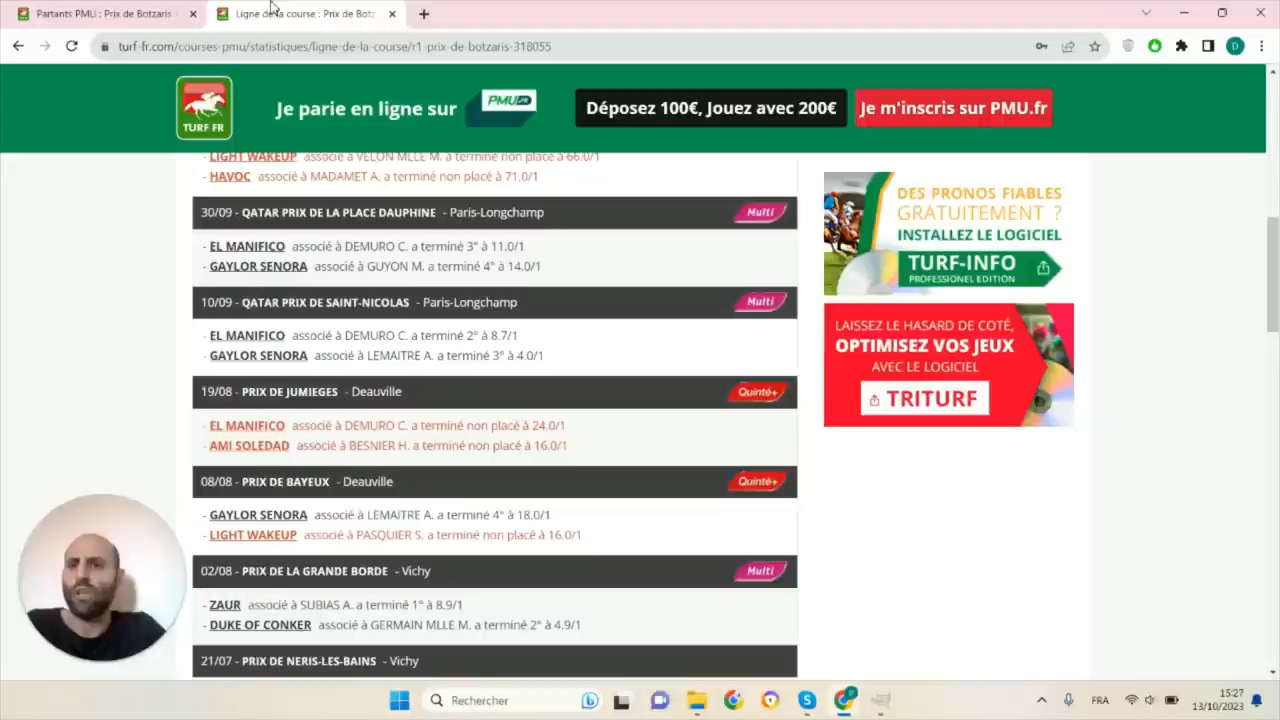 Partants PMU : Prix de Botzaris
Ligne de la course : Prix de Botz
turf-fr.com/courses-pmu/statistiques/ligne-de-la-course/r1-prix-de-botzaris-318055
D
TURF FR
Je parie en ligne sur
PMU.fr
Déposez 100€, Jouez avec 200€
Je m'inscris sur PMU.fr
- LIGHT WAKEUP associé à VELON MLLE M. a terminé non placé à 66.0/1
- HAVOC associé à MADAMET A. a terminé non placé à 71.0/1
30/09 - QATAR PRIX DE LA PLACE DAUPHINE - Paris-Longchamp
Multi
- EL MANIFICO associé à DEMURO C. a terminé 3° à 11.0/1
- GAYLOR SENORA associé à GUYON M. a terminé 4° à 14.0/1
10/09 - QATAR PRIX DE SAINT-NICOLAS - Paris-Longchamp
Multi
- EL MANIFICO associé à DEMURO C. a terminé 2° à 8.7/1
- GAYLOR SENORA associé à LEMAITRE A. a terminé 3° à 4.0/1
19/08 - PRIX DE JUMIEGES - Deauville
Quinté+
- EL MANIFICO associé à DEMURO C. a terminé non placé à 24.0/1
- AMI SOLEDAD associé à BESNIER H. a terminé non placé à 16.0/1
08/08 - PRIX DE BAYEUX - Deauville
Quinté+
- GAYLOR SENORA associé à LEMAITRE A. a terminé 4° à 18.0/1
- LIGHT WAKEUP associé à PASQUIER S. a terminé non placé à 16.0/1
02/08 - PRIX DE LA GRANDE BORDE - Vichy
Multi
- ZAUR associé à SUBIAS A. a terminé 1° à 8.9/1
- DUKE OF CONKER associé à GERMAIN MLLE M. a terminé 2° à 4.9/1
21/07 - PRIX DE NERIS-LES-BAINS - Vichy
DES PRONOS FIABLES
GRATUITEMENT ?
INSTALLEZ LE LOGICIEL
TURF-INFO
PROFESSIONEL EDITION
LAISSEZ LE HASARD DE COTÉ,
OPTIMISEZ VOS JEUX
AVEC LE LOGICIEL
TRITURF
Rechercher
FRA
15:27
13/10/2023